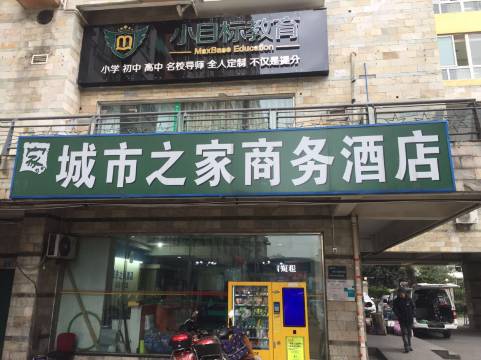 小目标教育
MaxBase Education
小学 初中 高中 名校导师 全人定制 不仅是提分
城市之家商务酒店